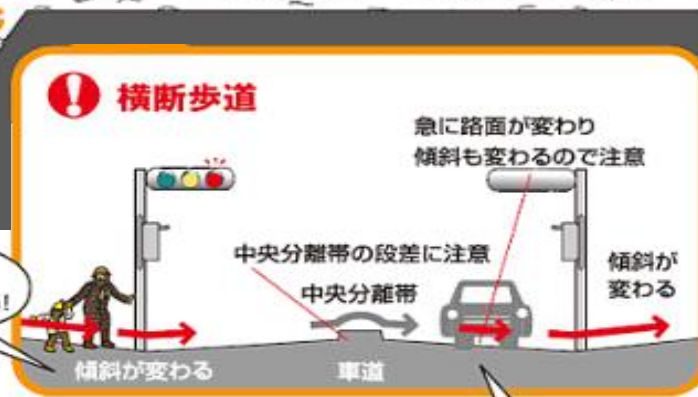 横断歩道
急に路面が変わり
傾斜も変わるので注意
中央分離帯の段差に注意
中央分離帯
傾斜が
変わる
!
傾斜が変わる
車道